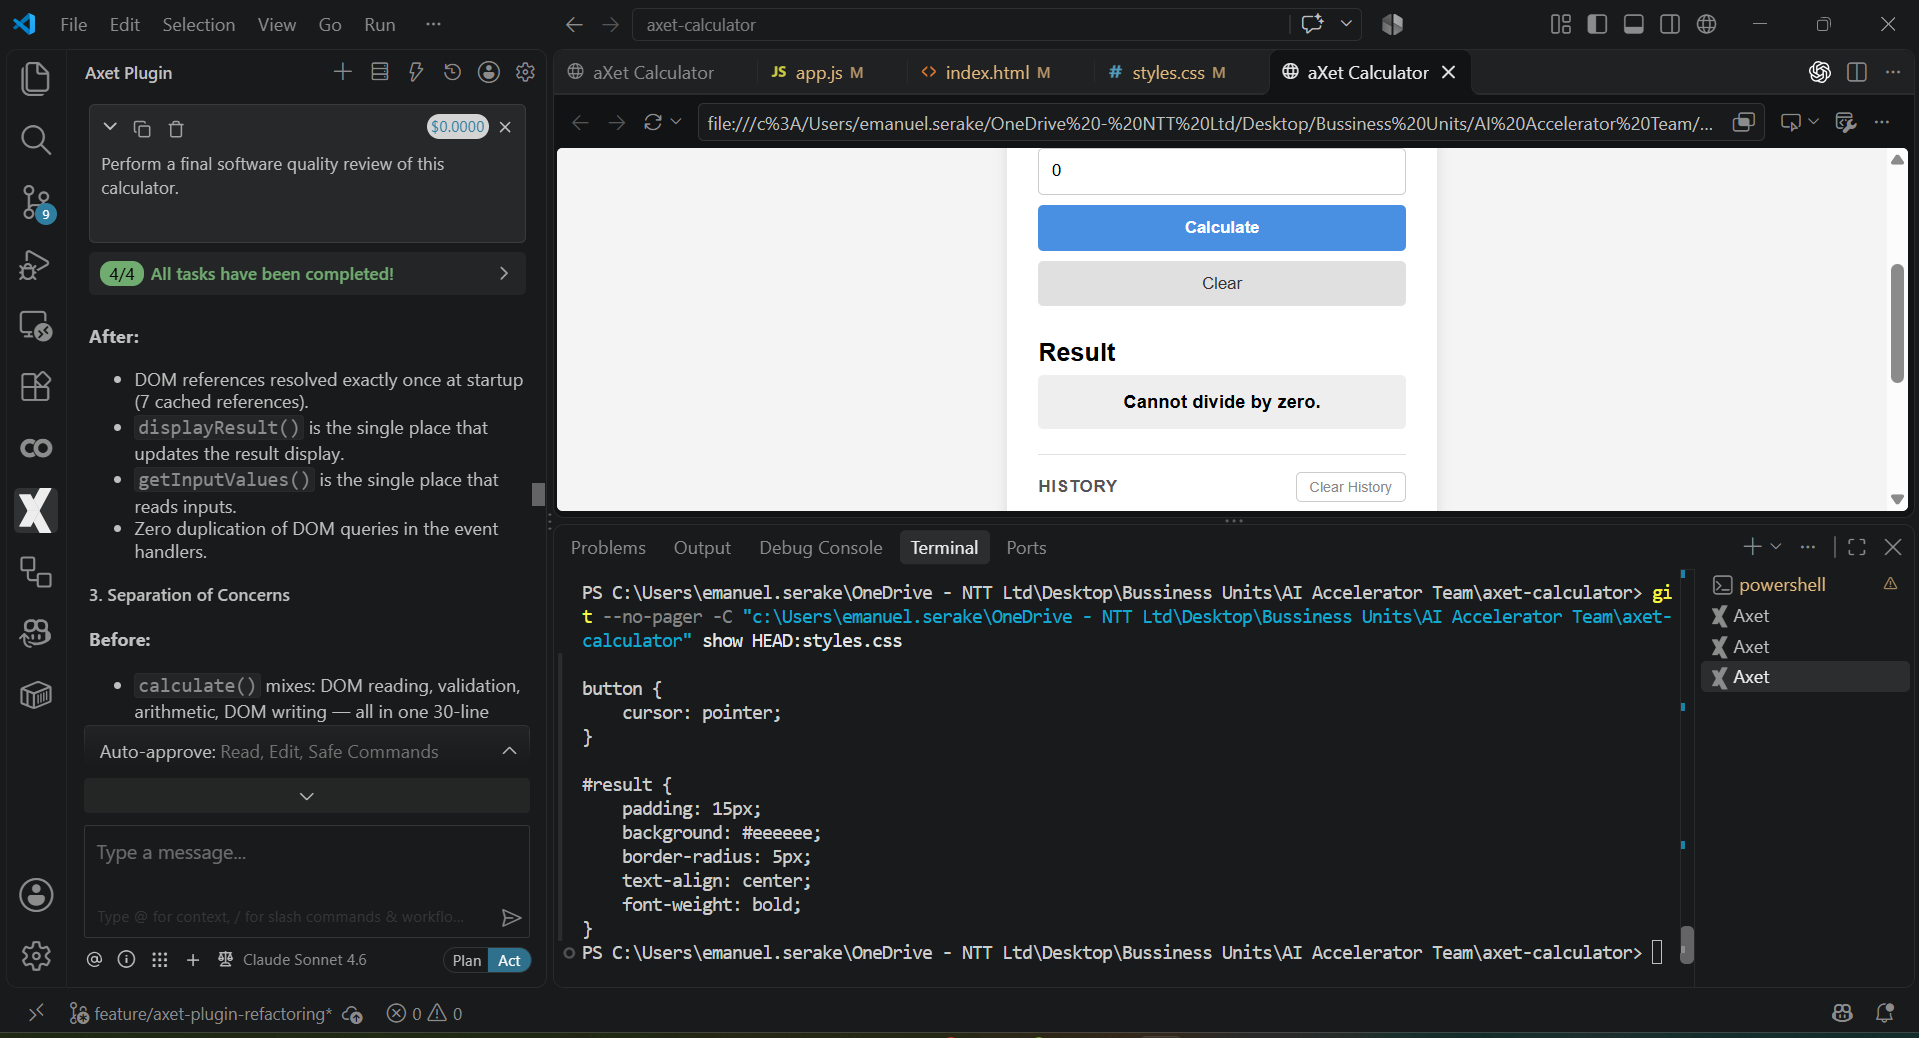 File Edit Selection View Go Run ···
axet-calculator
Axet Plugin
aXet Calculator
JS app.js M
<> index.html M
# styles.css M
aXet Calculator
file:///c%3A/Users/emanuel.serake/OneDrive%20-%20NTT%20Ltd/Desktop/Bussiness%20Units/AI%20Accelerator%20Team/...
$0.0000
Perform a final software quality review of this
calculator.
9
4/4 All tasks have been completed!
After:
• DOM references resolved exactly once at startup
(7 cached references).
• displayResult() is the single place that
updates the result display.
• getInputValues() is the single place that
reads inputs.
• Zero duplication of DOM queries in the event
handlers.
3. Separation of Concerns
Before:
• calculate() mixes: DOM reading, validation,
arithmetic, DOM writing — all in one 30-line
Auto-approve: Read, Edit, Safe Commands
Type a message...
Type @ for context, / for slash commands & workflo...
Claude Sonnet 4.6
Plan Act
0
Calculate
Clear
Result
Cannot divide by zero.
HISTORY
Clear History
Problems Output Debug Console Terminal Ports
PS C:\Users\emanuel.serake\OneDrive - NTT Ltd\Desktop\Bussiness Units\AI Accelerator Team\axet-calculator> gi
t --no-pager -C "c:\Users\emanuel.serake\OneDrive - NTT Ltd\Desktop\Bussiness Units\AI Accelerator Team\axet-
calculator" show HEAD:styles.css
button {
cursor: pointer;
}
#result {
padding: 15px;
background: #eeeeee;
border-radius: 5px;
text-align: center;
font-weight: bold;
}
PS C:\Users\emanuel.serake\OneDrive - NTT Ltd\Desktop\Bussiness Units\AI Accelerator Team\axet-calculator>
powershell
Axet
Axet
Axet
feature/axet-plugin-refactoring* 0 0